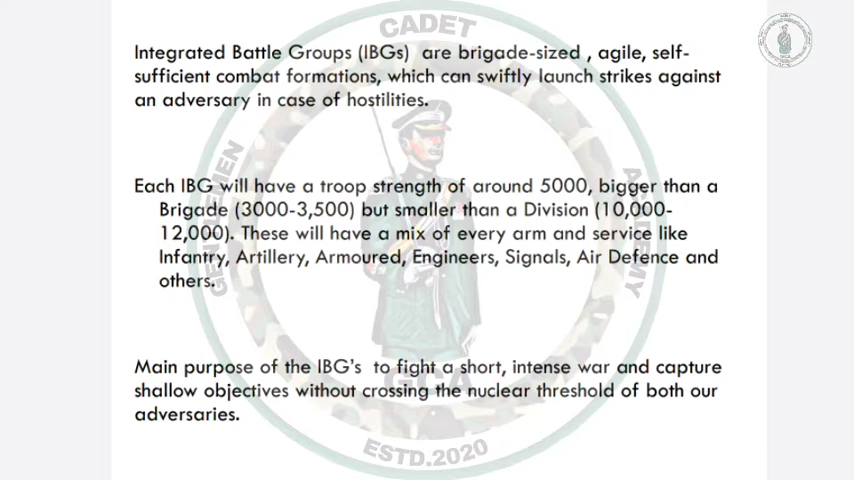 CADET
Integrated Battle Groups (IBGs) are brigade-sized , agile, self-
sufficient combat formations, which can swiftly launch strikes against
an adversary in case of hostilities.
GENTLEMEN
ACADEMY
Each IBG will have a troop strength of around 5000, bigger than a
Brigade (3000-3,500) but smaller than a Division (10,000-
12,000). These will have a mix of every arm and service like
Infantry, Artillery, Armoured, Engineers, Signals, Air Defence and
others.
Main purpose of the IBG’s to fight a short, intense war and capture
shallow objectives without crossing the nuclear threshold of both our
adversaries.
GCA
ESTD.2020